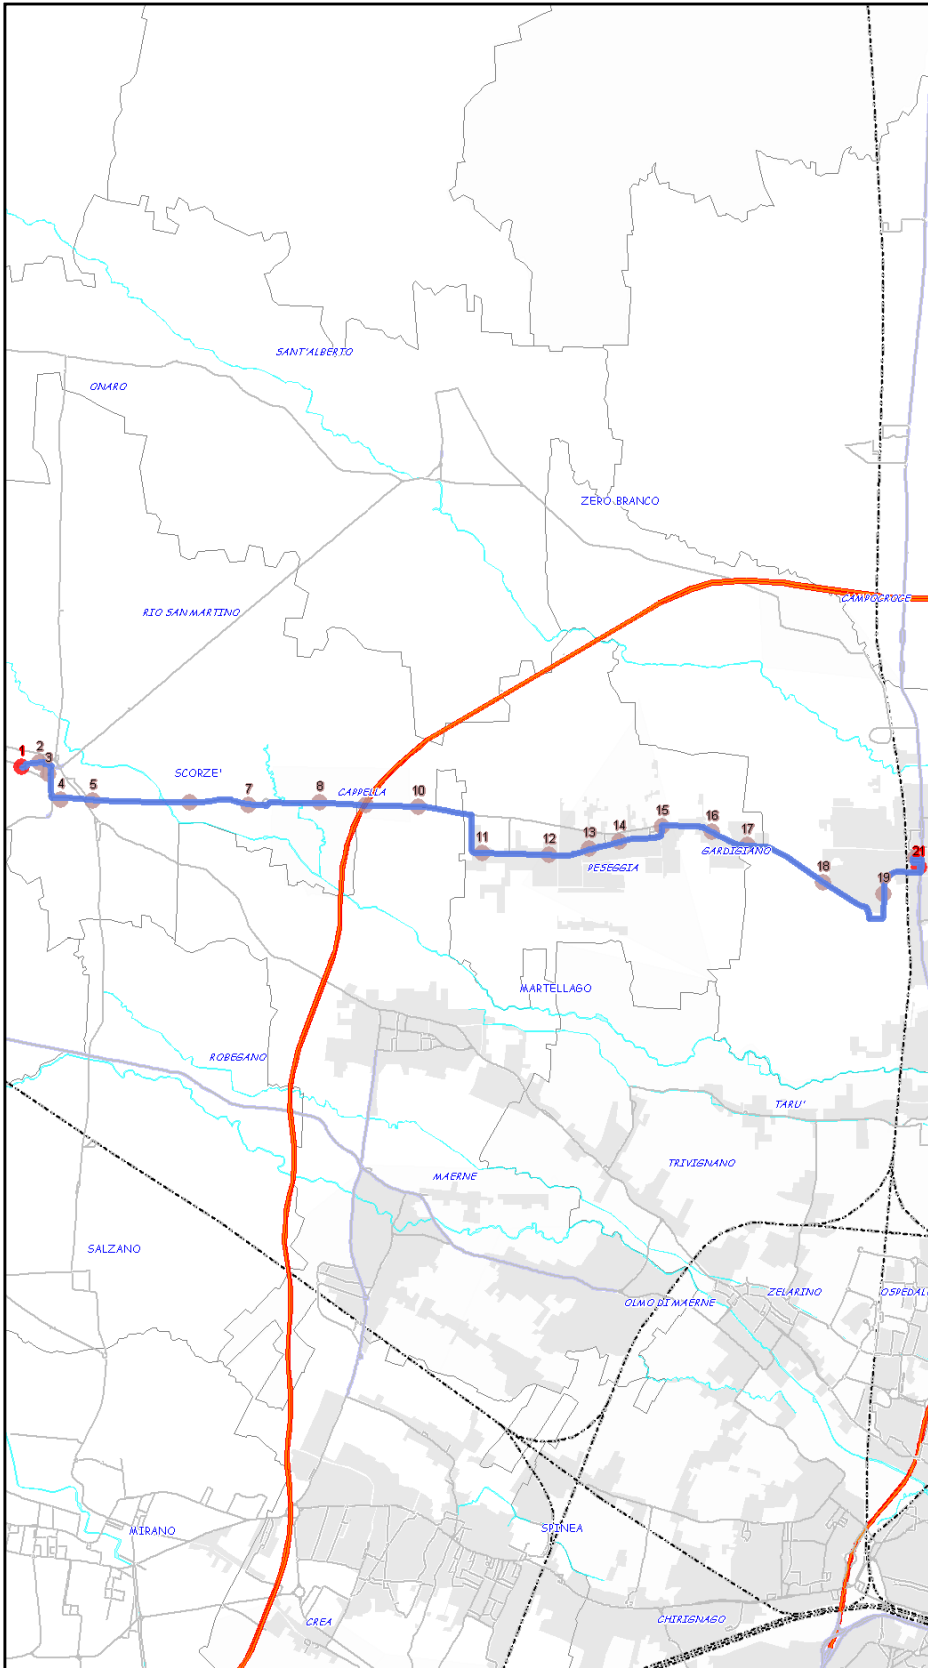 SANT'ALBERTO
ONARO
ZERO BRANCO
CAMPOCROCE
RIO SAN MARTINO
1
2
3
SCORZE'
4
5
7
8
CAPPELLA
10
11
12
13
14
15
16
17
PESEGGIA
GARDIGIANO
18
19
21
MARTELLAGO
ROBEGANO
TARU'
TRIVIGNANO
MAERNE
SALZANO
OLMO DI MAERNE
ZELARINO
OSPEDAL
MIRANO
SPINEA
CREA
CHIRIGNAGO